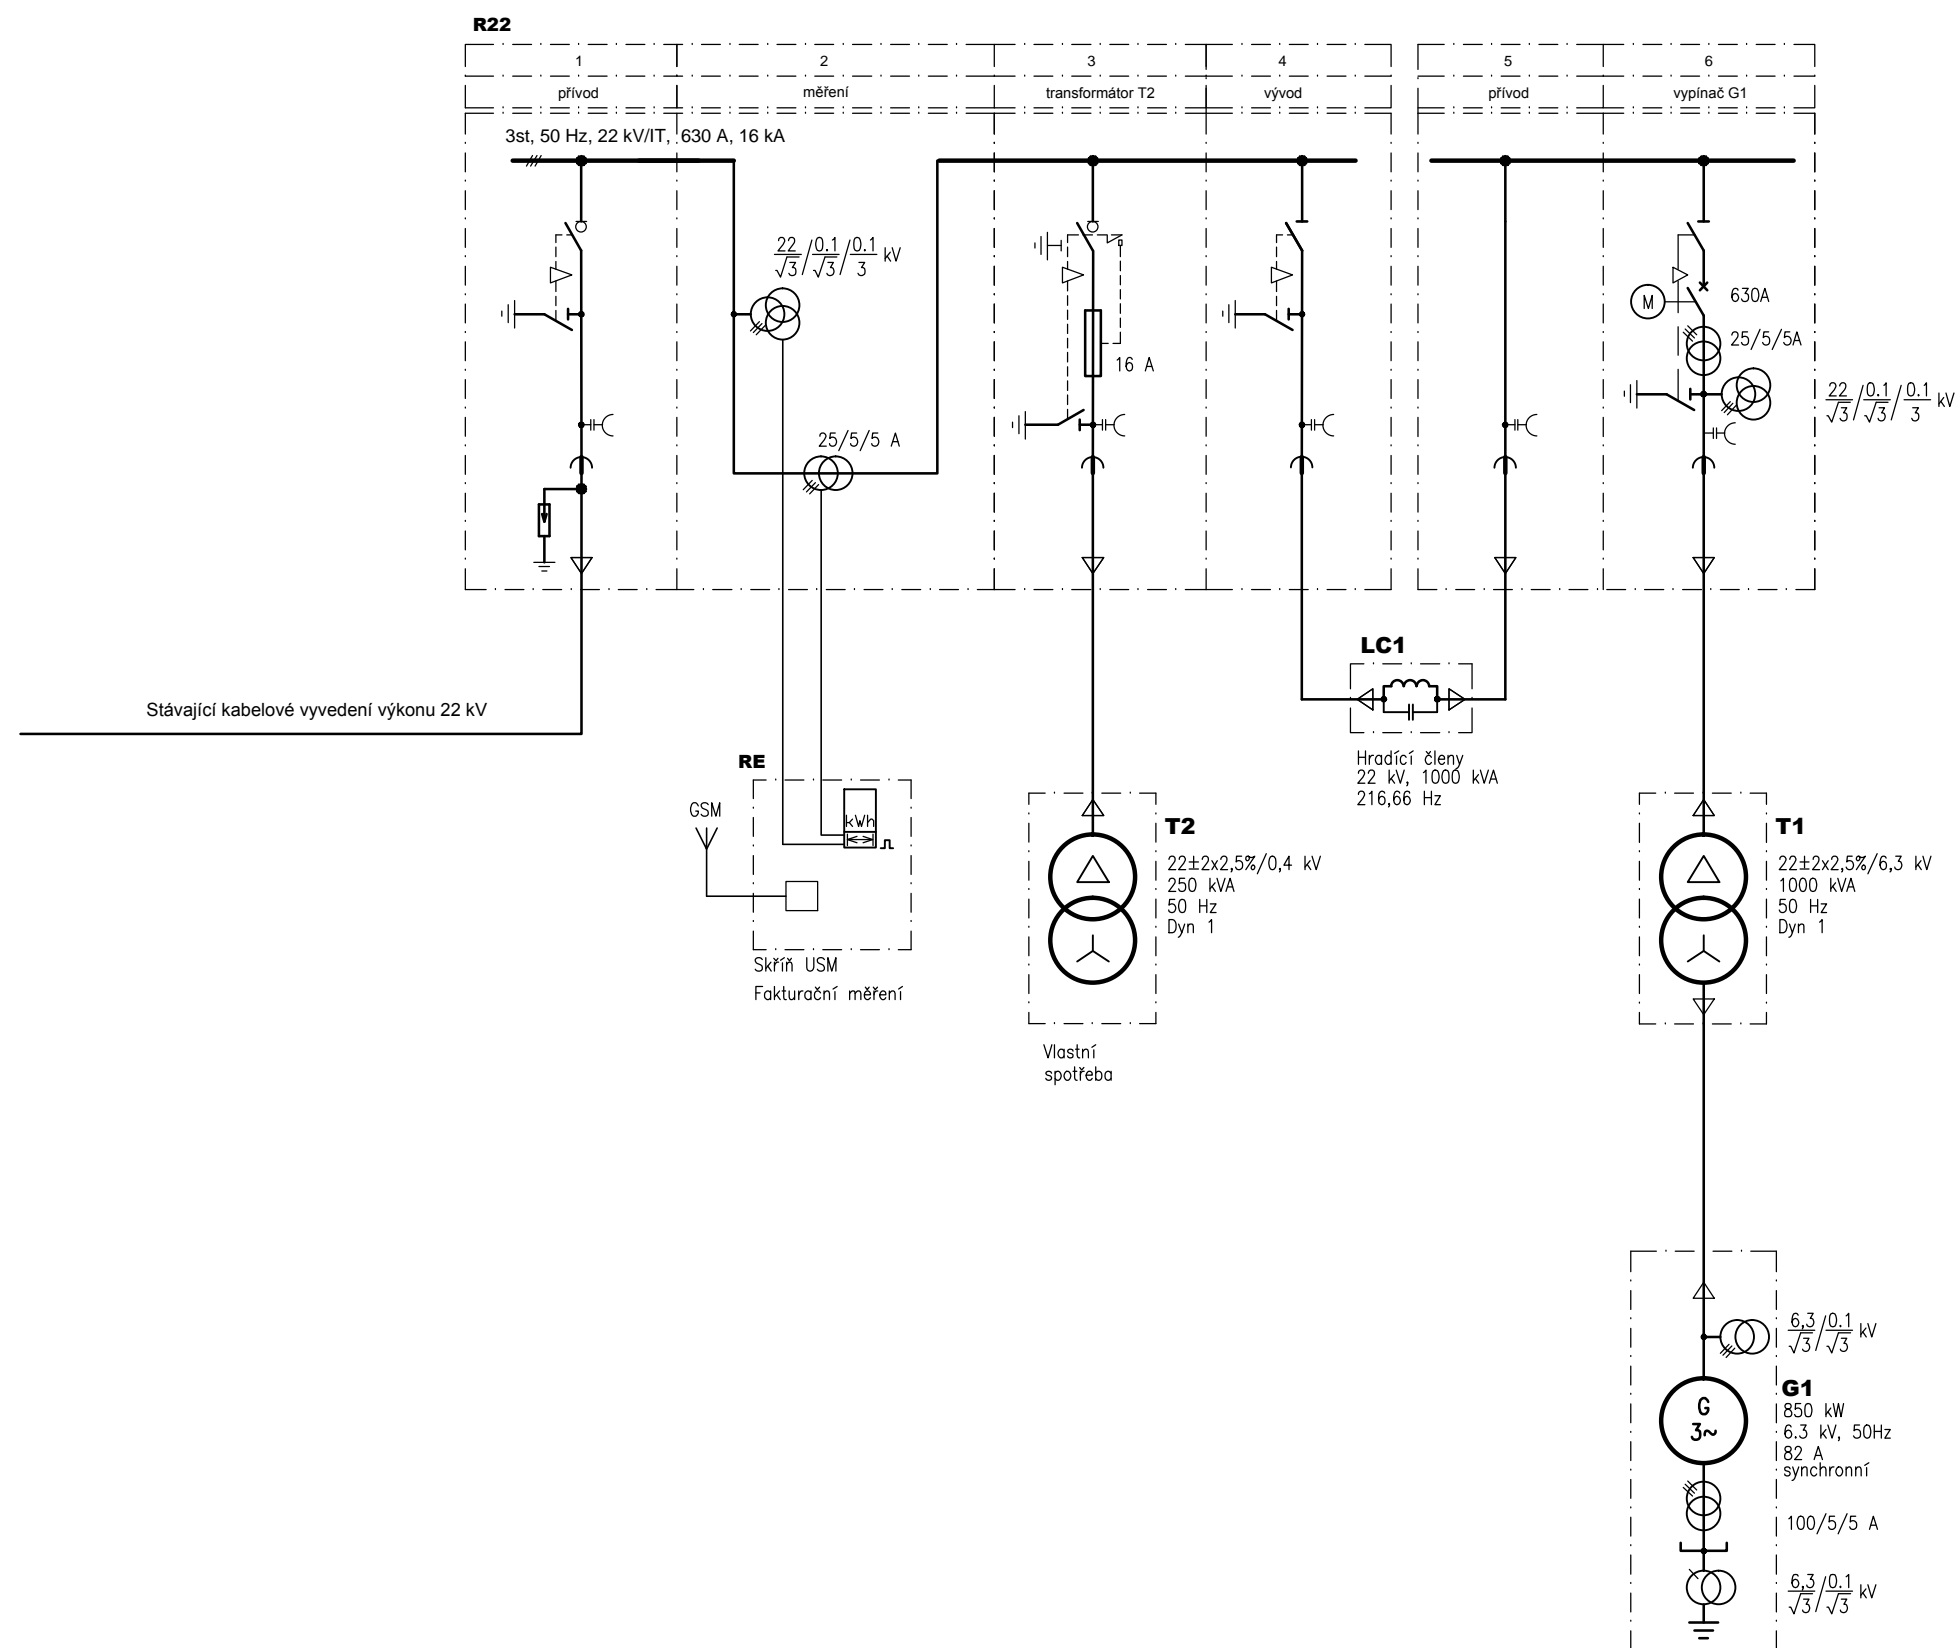 R22
1
2
3
4
5
6
přívod
měření
transformátor T2
vývod
přívod
vypínač G1
3st, 50 Hz, 22 kV/IT, 630 A, 16 kA
22/√3/0.1/√3/0.1/3 kV
16 A
M
630A
25/5/5A
22/√3/0.1/√3/0.1/3 kV
25/5/5 A
LC1
Hradící členy
22 kV, 1000 kVA
216,66 Hz
Stávající kabelové vyvedení výkonu 22 kV
RE
GSM
kWh
Skříň USM
Fakturační měření
T2
22±2x2,5%/0,4 kV
250 kVA
50 Hz
Dyn 1
Vlastní
spotřeba
T1
22±2x2,5%/6,3 kV
1000 kVA
50 Hz
Dyn 1
6,3/√3/0.1/√3 kV
G
3~
G1
850 kW
6.3 kV, 50Hz
82 A
synchronní
100/5/5 A
6,3/√3/0.1/√3 kV